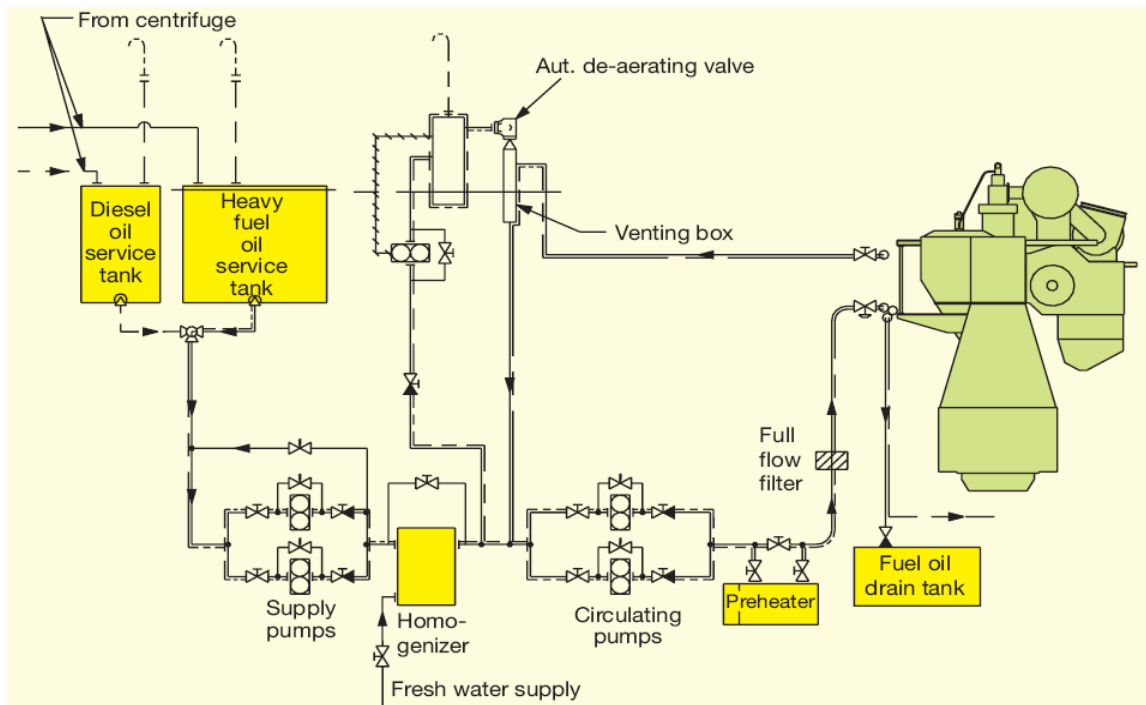 From centrifuge
Aut. de-aerating valve
Diesel
oil
service
tank
Heavy
fuel
oil
service
tank
Venting box
Full
flow
filter
Supply
pumps
Homo-
genizer
Circulating
pumps
Preheater
Fuel oil
drain tank
Fresh water supply